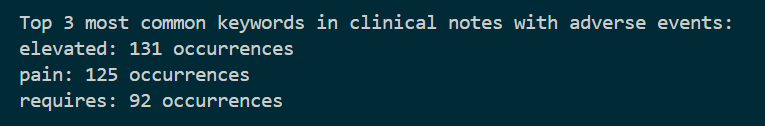 Top 3 most common keywords in clinical notes with adverse events:
elevated: 131 occurrences
pain: 125 occurrences
requires: 92 occurrences